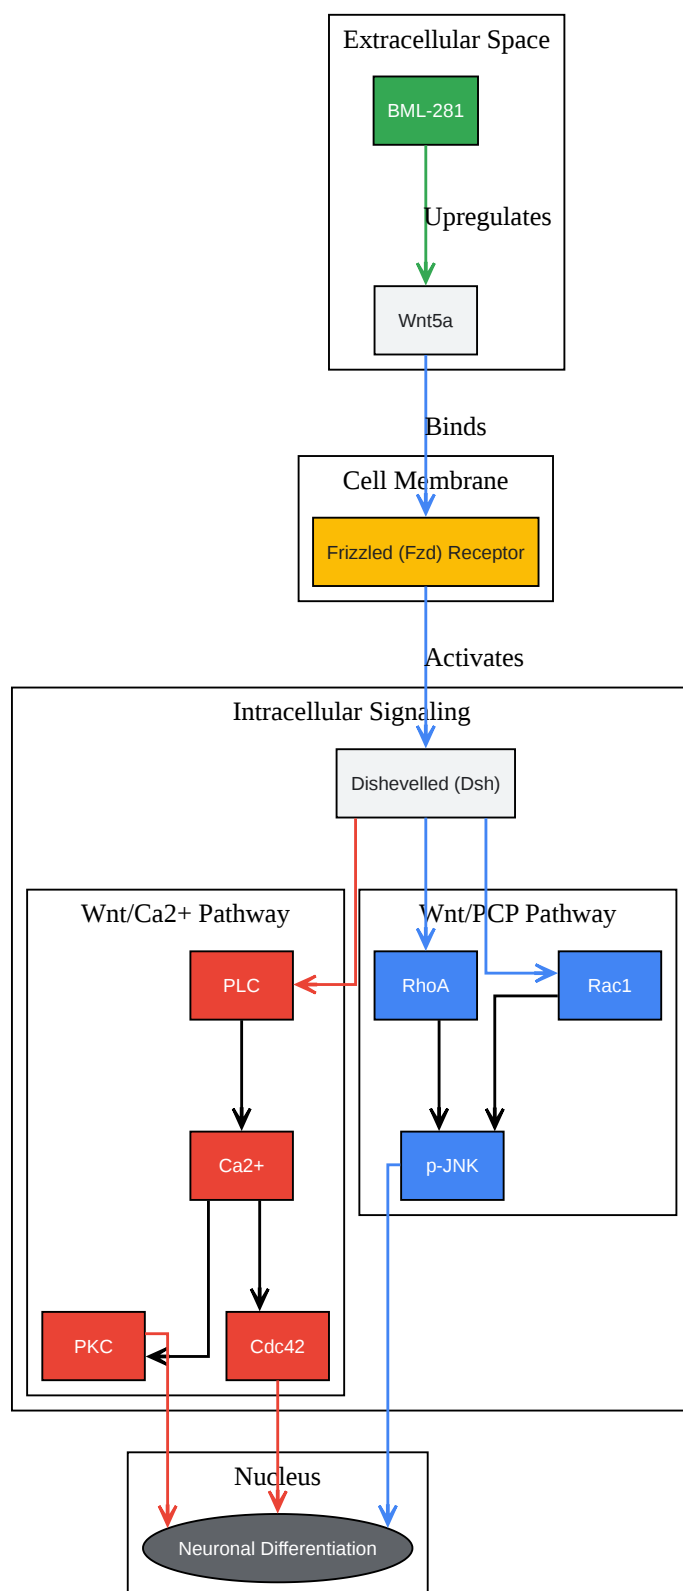 Extracellular Space
BML-281
Upregulates
Wnt5a
Binds
Cell Membrane
Frizzled (Fzd) Receptor
Activates
Intracellular Signaling
Dishevelled (Dsh)
Wnt/Ca2+ Pathway
Wnt/PCP Pathway
PLC
RhoA
Rac1
Ca2+
p-JNK
PKC
Cdc42
Nucleus
Neuronal Differentiation